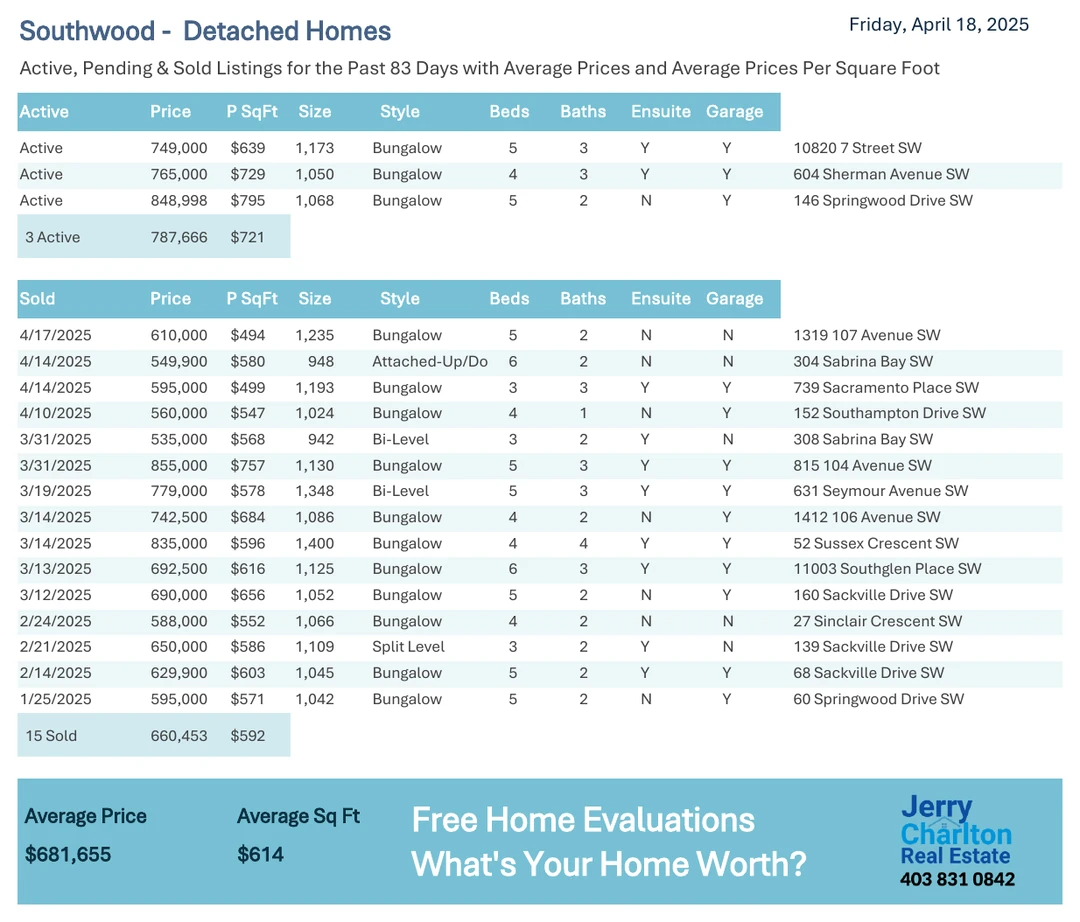 Southwood - Detached Homes
Friday, April 18, 2025
Active, Pending & Sold Listings for the Past 83 Days with Average Prices and Average Prices Per Square Foot
Active Price P SqFt Size Style Beds Baths Ensuite Garage
Active 749,000 $639 1,173 Bungalow 5 3 Y Y 10820 7 Street SW
Active 765,000 $729 1,050 Bungalow 4 3 Y Y 604 Sherman Avenue SW
Active 848,998 $795 1,068 Bungalow 5 2 N Y 146 Springwood Drive SW
3 Active 787,666 $721
Sold Price P SqFt Size Style Beds Baths Ensuite Garage
4/17/2025 610,000 $494 1,235 Bungalow 5 2 N N 1319 107 Avenue SW
4/14/2025 549,900 $580 948 Attached-Up/Do 6 2 N N 304 Sabrina Bay SW
4/14/2025 595,000 $499 1,193 Bungalow 3 3 Y Y 739 Sacramento Place SW
4/10/2025 560,000 $547 1,024 Bungalow 4 1 N Y 152 Southampton Drive SW
3/31/2025 535,000 $568 942 Bi-Level 3 2 Y N 308 Sabrina Bay SW
3/31/2025 855,000 $757 1,130 Bungalow 5 3 Y Y 815 104 Avenue SW
3/19/2025 779,000 $578 1,348 Bi-Level 5 3 Y Y 631 Seymour Avenue SW
3/14/2025 742,500 $684 1,086 Bungalow 4 2 N Y 1412 106 Avenue SW
3/14/2025 835,000 $596 1,400 Bungalow 4 4 Y Y 52 Sussex Crescent SW
3/13/2025 692,500 $616 1,125 Bungalow 6 3 Y Y 11003 Southglen Place SW
3/12/2025 690,000 $656 1,052 Bungalow 5 2 N Y 160 Sackville Drive SW
2/24/2025 588,000 $552 1,066 Bungalow 4 2 N N 27 Sinclair Crescent SW
2/21/2025 650,000 $586 1,109 Split Level 3 2 Y N 139 Sackville Drive SW
2/14/2025 629,900 $603 1,045 Bungalow 5 2 Y Y 68 Sackville Drive SW
1/25/2025 595,000 $571 1,042 Bungalow 5 2 N Y 60 Springwood Drive SW
15 Sold 660,453 $592
Average Price Average Sq Ft
$681,655 $614
Free Home Evaluations
What's Your Home Worth?
Jerry
Charlton
Real Estate
403 831 0842